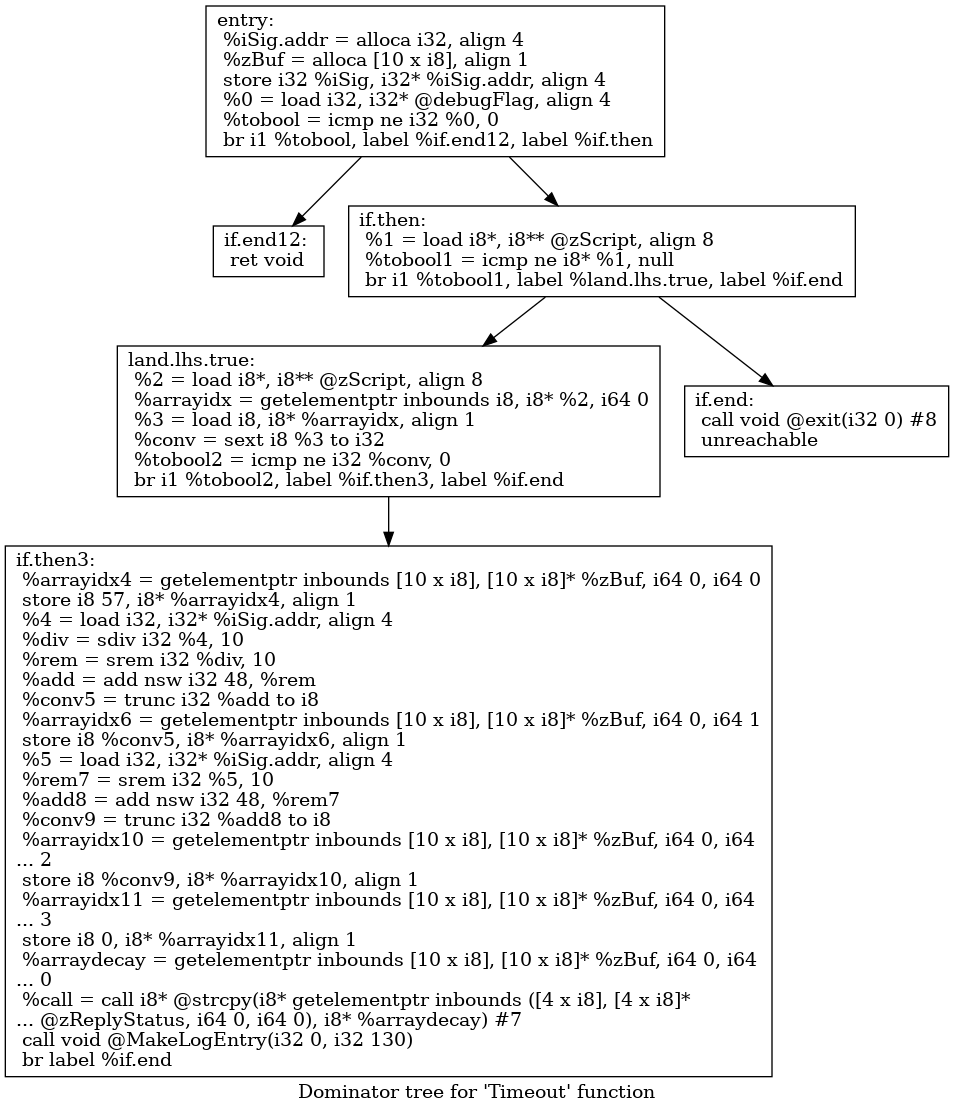 entry:
%iSig.addr = alloca i32, align 4
%zBuf = alloca [10 x i8], align 1
store i32 %iSig, i32* %iSig.addr, align 4
%0 = load i32, i32* @debugFlag, align 4
%tobool = icmp ne i32 %0, 0
br i1 %tobool, label %if.end12, label %if.then
if.end12:
ret void
if.then:
%1 = load i8*, i8** @zScript, align 8
%tobool1 = icmp ne i8* %1, null
br i1 %tobool1, label %land.lhs.true, label %if.end
land.lhs.true:
%2 = load i8*, i8** @zScript, align 8
%arrayidx = getelementptr inbounds i8, i8* %2, i64 0
%3 = load i8, i8* %arrayidx, align 1
%conv = sext i8 %3 to i32
%tobool2 = icmp ne i32 %conv, 0
br i1 %tobool2, label %if.then3, label %if.end
if.end:
call void @exit(i32 0) #8
unreachable
if.then3:
%arrayidx4 = getelementptr inbounds [10 x i8], [10 x i8]* %zBuf, i64 0, i64 0
store i8 57, i8* %arrayidx4, align 1
%4 = load i32, i32* %iSig.addr, align 4
%div = sdiv i32 %4, 10
%rem = srem i32 %div, 10
%add = add nsw i32 48, %rem
%conv5 = trunc i32 %add to i8
%arrayidx6 = getelementptr inbounds [10 x i8], [10 x i8]* %zBuf, i64 0, i64 1
store i8 %conv5, i8* %arrayidx6, align 1
%5 = load i32, i32* %iSig.addr, align 4
%rem7 = srem i32 %5, 10
%add8 = add nsw i32 48, %rem7
%conv9 = trunc i32 %add8 to i8
%arrayidx10 = getelementptr inbounds [10 x i8], [10 x i8]* %zBuf, i64 0, i64
... 2
store i8 %conv9, i8* %arrayidx10, align 1
%arrayidx11 = getelementptr inbounds [10 x i8], [10 x i8]* %zBuf, i64 0, i64
... 3
store i8 0, i8* %arrayidx11, align 1
%arraydecay = getelementptr inbounds [10 x i8], [10 x i8]* %zBuf, i64 0, i64
... 0
%call = call i8* @strcpy(i8* getelementptr inbounds ([4 x i8], [4 x i8]*
... @zReplyStatus, i64 0, i64 0), i8* %arraydecay) #7
call void @MakeLogEntry(i32 0, i32 130)
br label %if.end
Dominator tree for 'Timeout' function